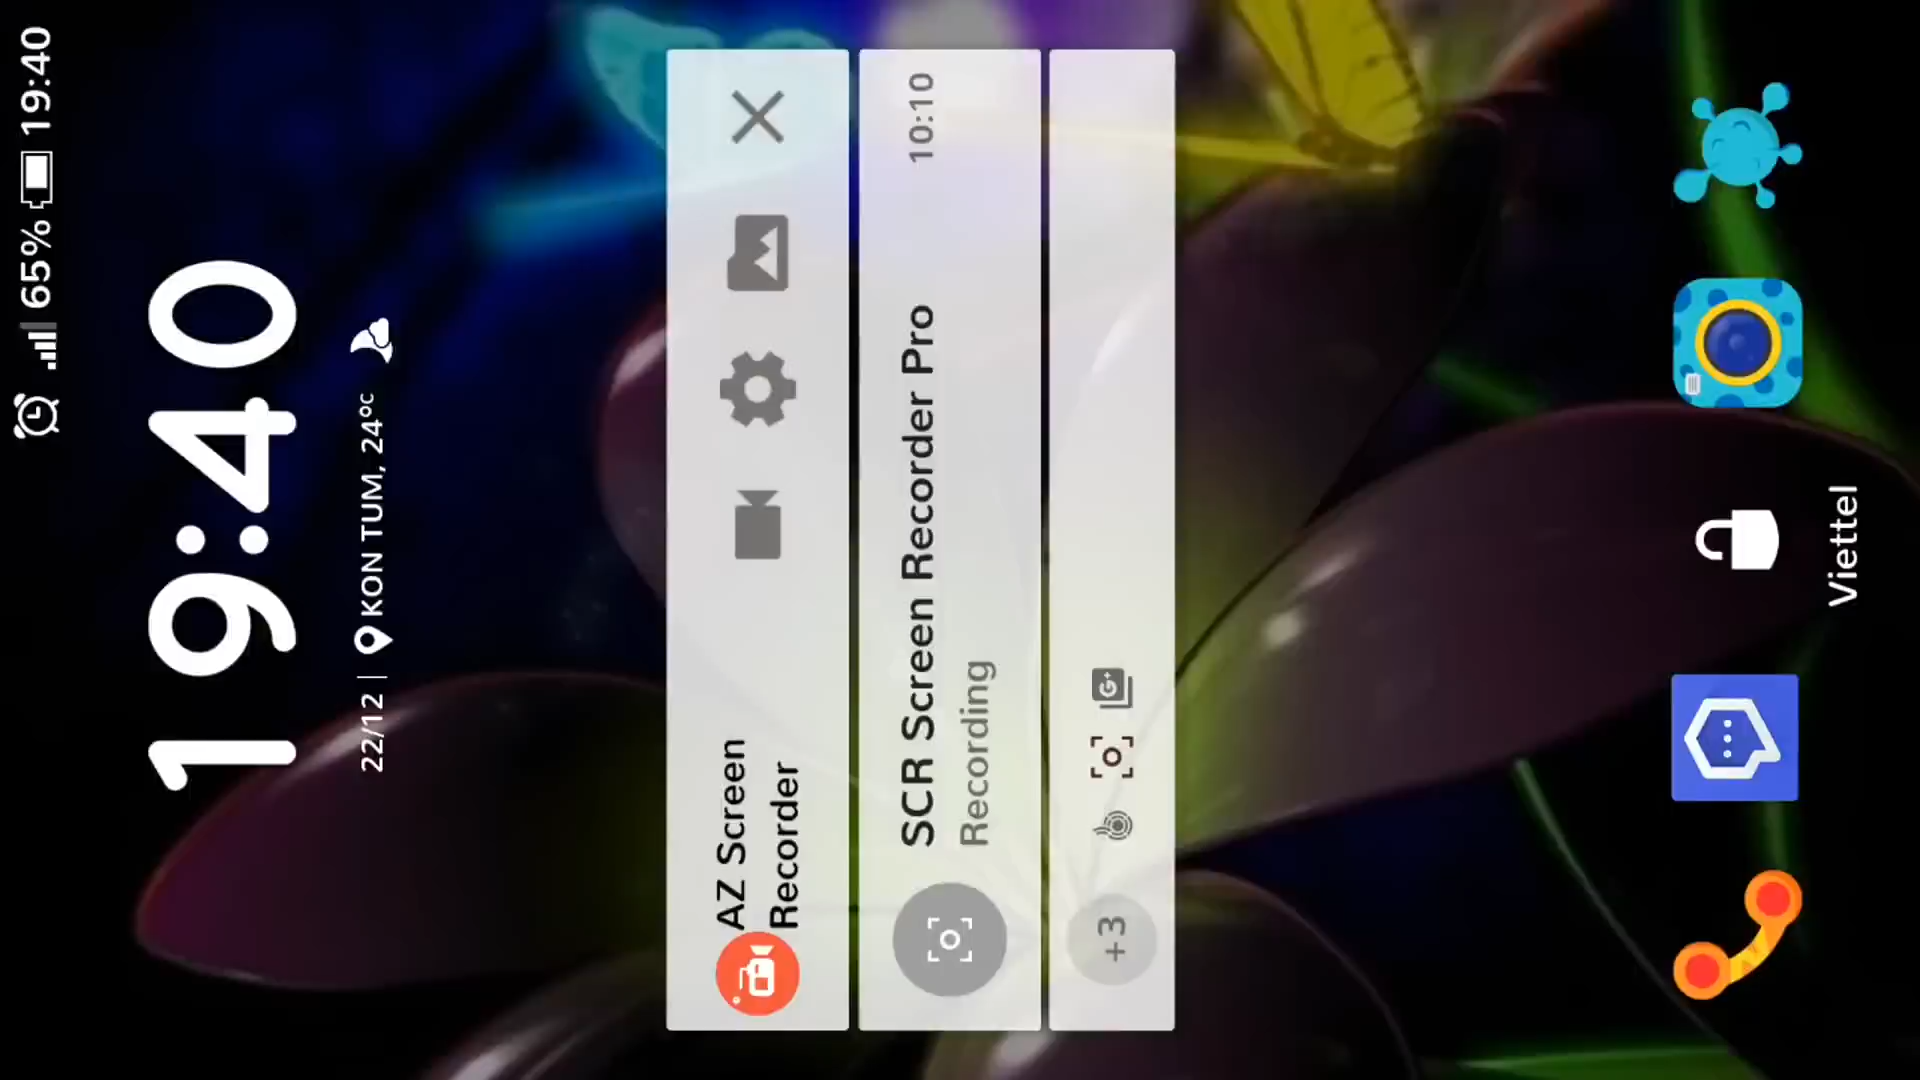 65% 19:40
19:40
22/12 | KON TUM, 24°C
AZ Screen
Recorder
SCR Screen Recorder Pro 10:10
Recording
+3
G+
Viettel